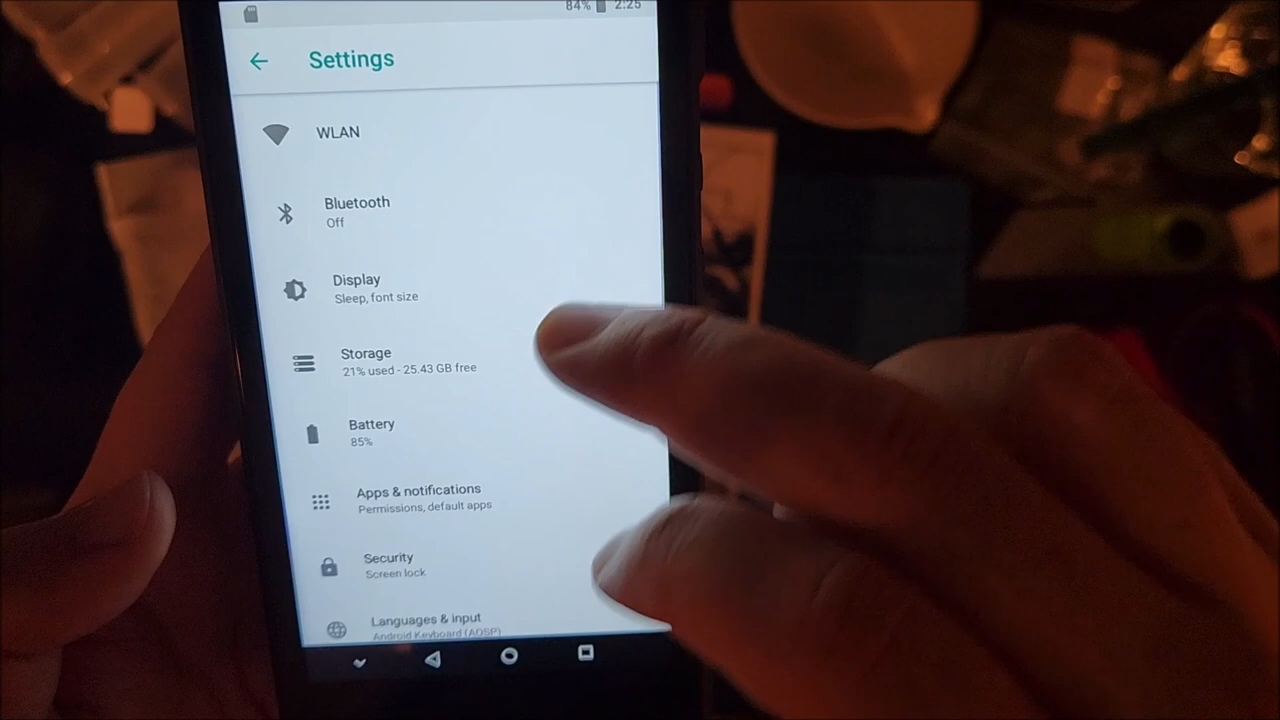 84% 2:25
Settings
WLAN
Bluetooth
Off
Display
Sleep, font size
Storage
21% used - 25.43 GB free
Battery
85%
Apps & notifications
Permissions, default apps
Security
Screen lock
Languages & input
Android Keyboard (AOSP)